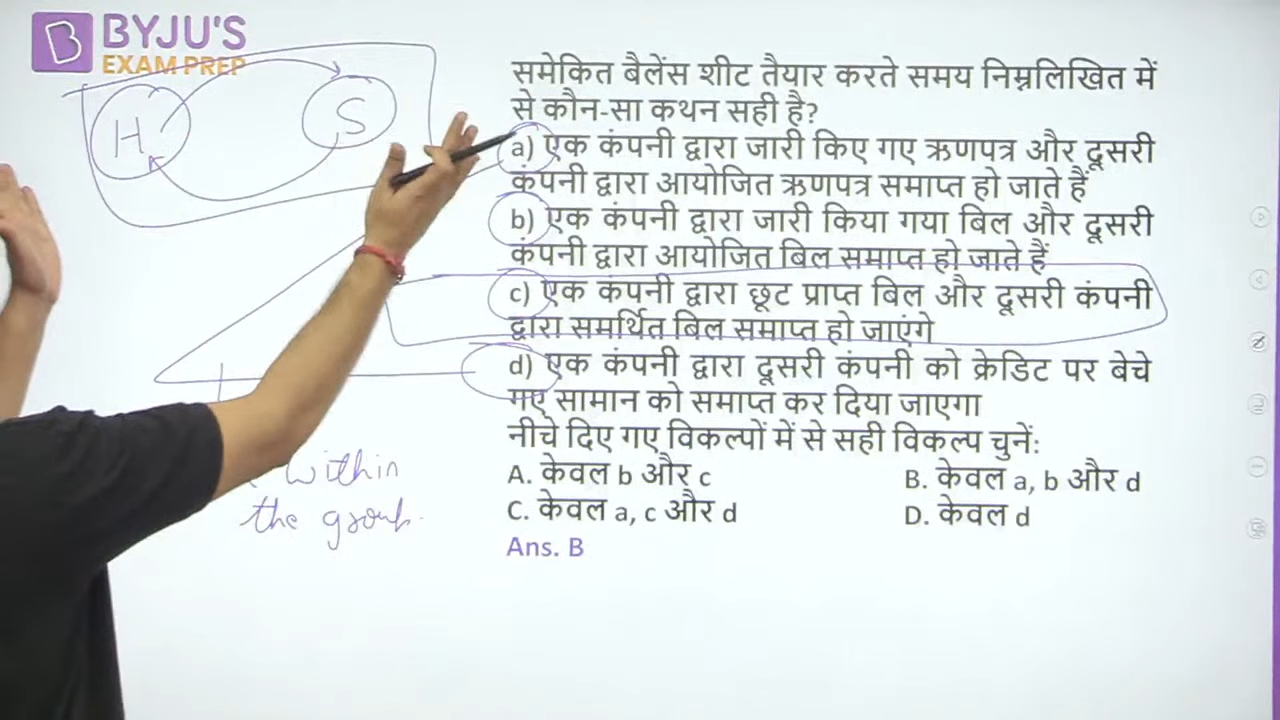 BYJU'S
EXAM PREP
H
S
समेकित बैलेंस शीट तैयार करते समय निम्नलिखित में
से कौन-सा कथन सही है?
a) एक कंपनी द्वारा जारी किए गए ऋणपत्र और दूसरी
कंपनी द्वारा आयोजित ऋणपत्र समाप्त हो जाते हैं
b) एक कंपनी द्वारा जारी किया गया बिल और दूसरी
कंपनी द्वारा आयोजित बिल समाप्त हो जाते हैं
c) एक कंपनी द्वारा छूट प्राप्त बिल और दूसरी कंपनी
द्वारा समर्थित बिल समाप्त हो जाएंगे
d) एक कंपनी द्वारा दूसरी कंपनी को क्रेडिट पर बेचे
गए सामान को समाप्त कर दिया जाएगा
नीचे दिए गए विकल्पों में से सही विकल्प चुनें:
A. केवल b और c B. केवल a, b और d
C. केवल a, c और d D. केवल d
Ans. B
within
the group.